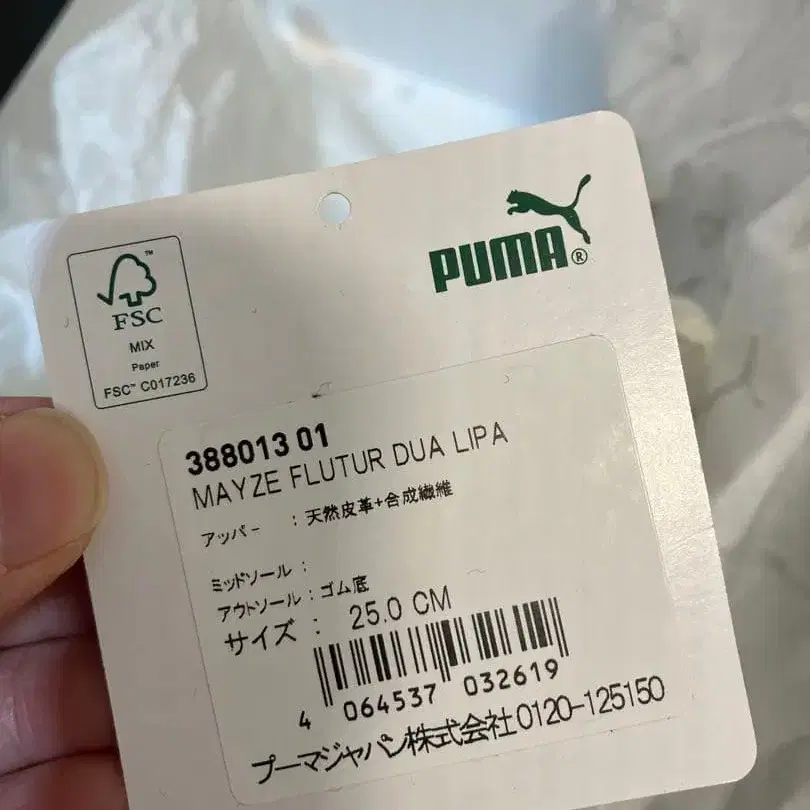 PUMA®
FSC™
MIX
Paper
FSC™ C017236
388013 01
MAYZE FLUTUR DUA LIPA
アッパー : 天然皮革+合成繊維
ミッドソール :
アウトソール : ゴム底
サイズ : 25.0 CM
4 064537 032619
プーマジャパン株式会社0120-125150